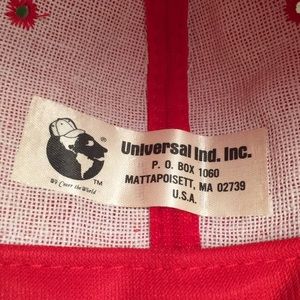 ®
Universal Ind. Inc.
P. O. BOX 1060
MATTAPOISETT, MA 02739
U.S.A.
TM
We Cover the World